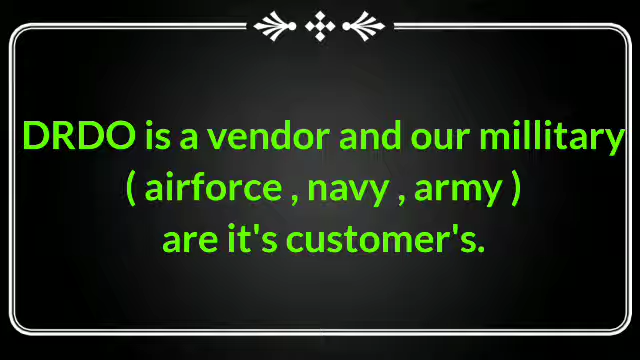 DRDO is a vendor and our millitary
( airforce , navy , army )
are it's customer's.